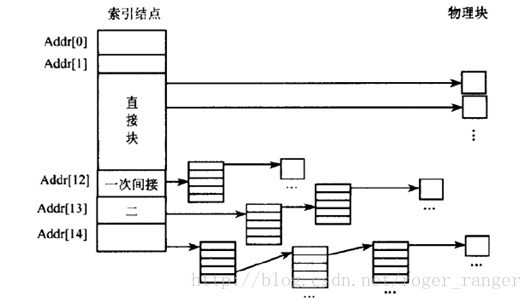 索引结点
物理块
Addr[0]
Addr[1]
直
接
块
Addr[12]
一次间接
...
Addr[13]
二
...
Addr[14]
...
http://blog.csdn.net/roger_ranger